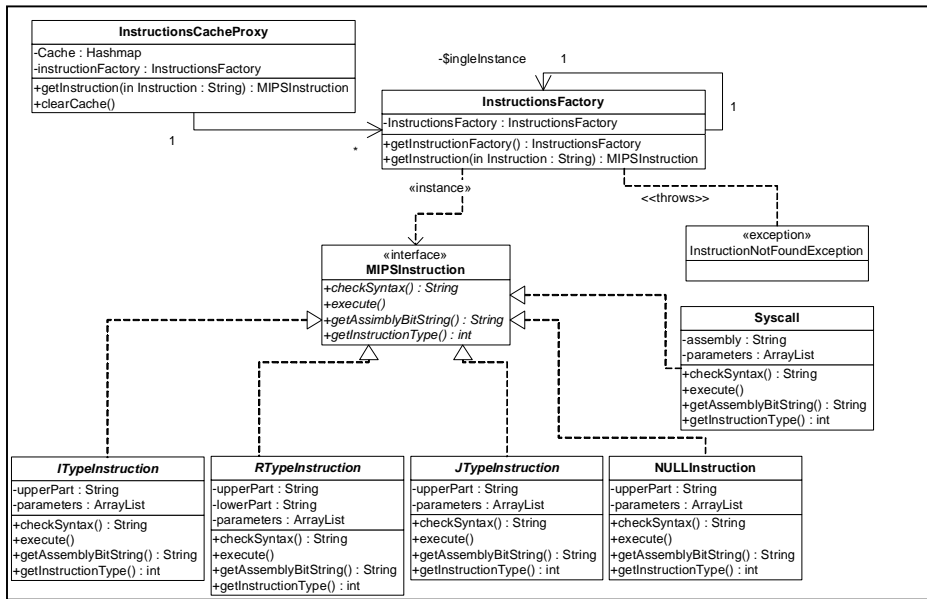 InstructionsCacheProxy
-Cache : Hashmap
-instructionFactory : InstructionsFactory
+getInstruction(in Instruction : String) : MIPSInstruction
+clearCache()
-$ingleInstance
1
1
InstructionsFactory
-InstructionsFactory : InstructionsFactory
+getInstructionFactory() : InstructionsFactory
+getInstruction(in Instruction : String) : MIPSInstruction
1
*
«instance»
<<throws>>
«exception»
InstructionNotFoundException
«interface»
MIPSInstruction
+checkSyntax() : String
+execute()
+getAssimblyBitString() : String
+getInstructionType() : int
Syscall
-assembly : String
-parameters : ArrayList
+checkSyntax() : String
+execute()
+getAssemblyBitString() : String
+getInstructionType() : int
ITypeInstruction
-upperPart : String
-parameters : ArrayList
+checkSyntax() : String
+execute()
+getAssemblyBitString() : String
+getInstructionType() : int
RTypeInstruction
-upperPart : String
-lowerPart : String
-parameters : ArrayList
+checkSyntax() : String
+execute()
+getAssemblyBitString() : String
+getInstructionType() : int
JTypeInstruction
-upperPart : String
-parameters : ArrayList
+checkSyntax() : String
+execute()
+getAssemblyBitString() : String
+getInstructionType() : int
NULLInstruction
-upperPart : String
-parameters : ArrayList
+checkSyntax() : String
+execute()
+getAssemblyBitString() : String
+getInstructionType() : int